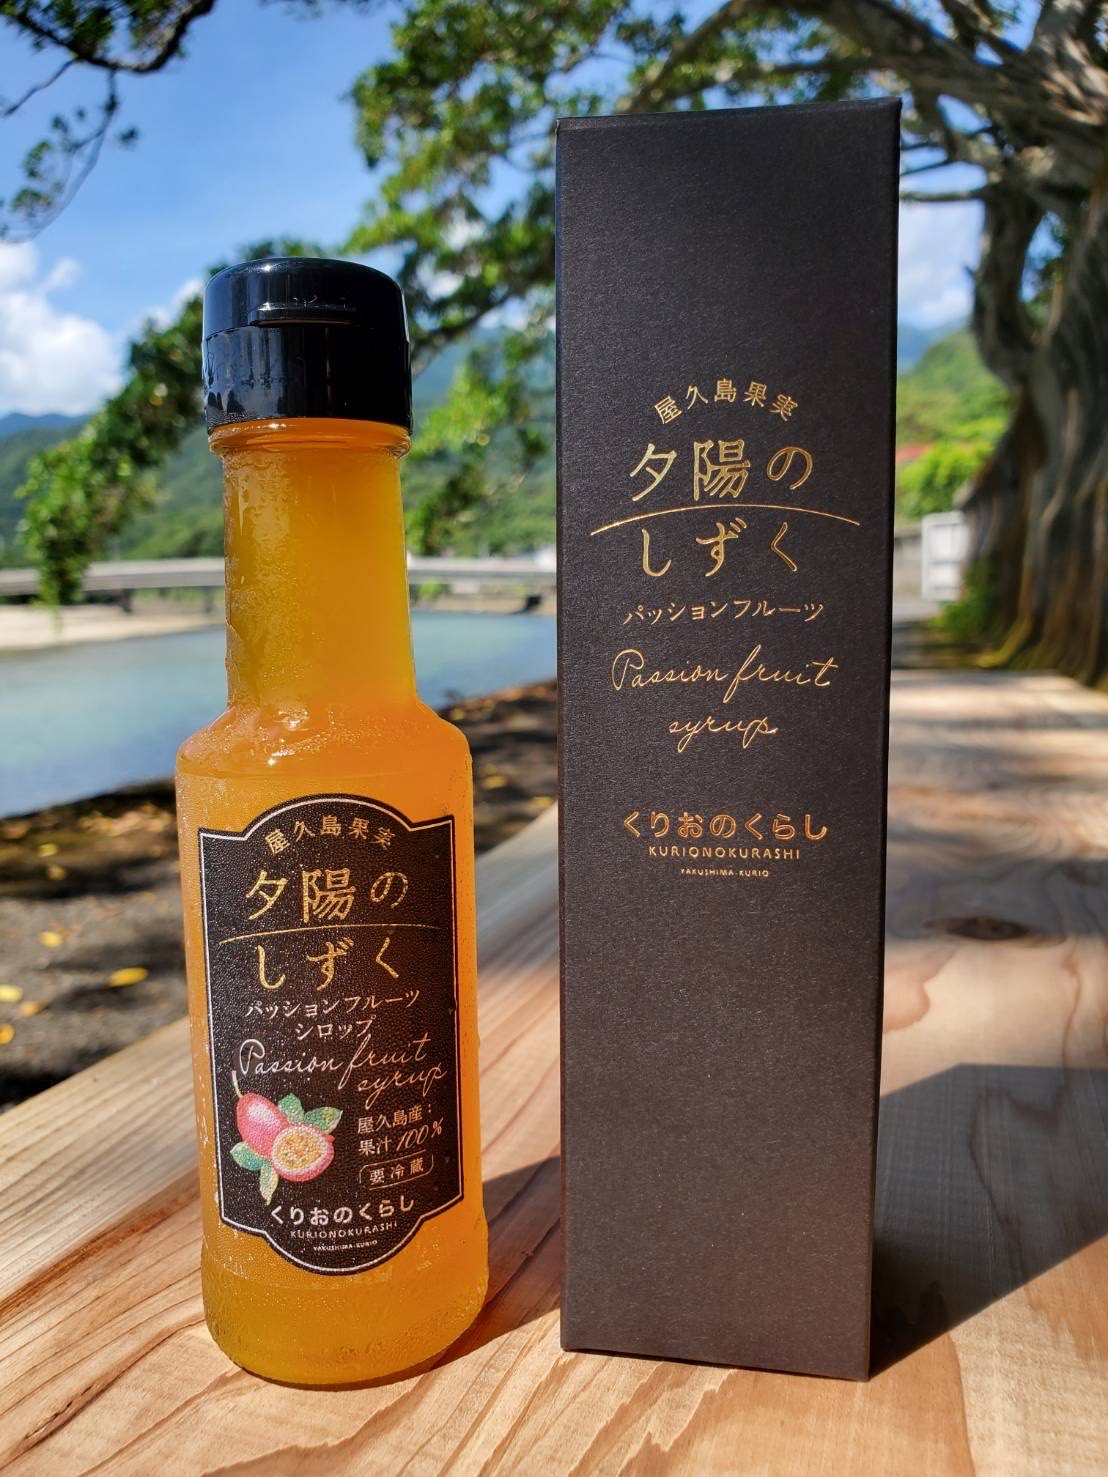 屋久島果実
夕陽の
しずく
パッションフルーツ
シロップ
Passion fruit
syrup
屋久島産:
果汁100%
要冷蔵
くりおのくらし
KURIONOKURASHI
YAKUSHIMA-KURIO
屋久島果実
夕陽の
しずく
パッションフルーツ
Passion fruit
syrup
くりおのくらし
KURIONOKURASHI
YAKUSHIMA-KURIO